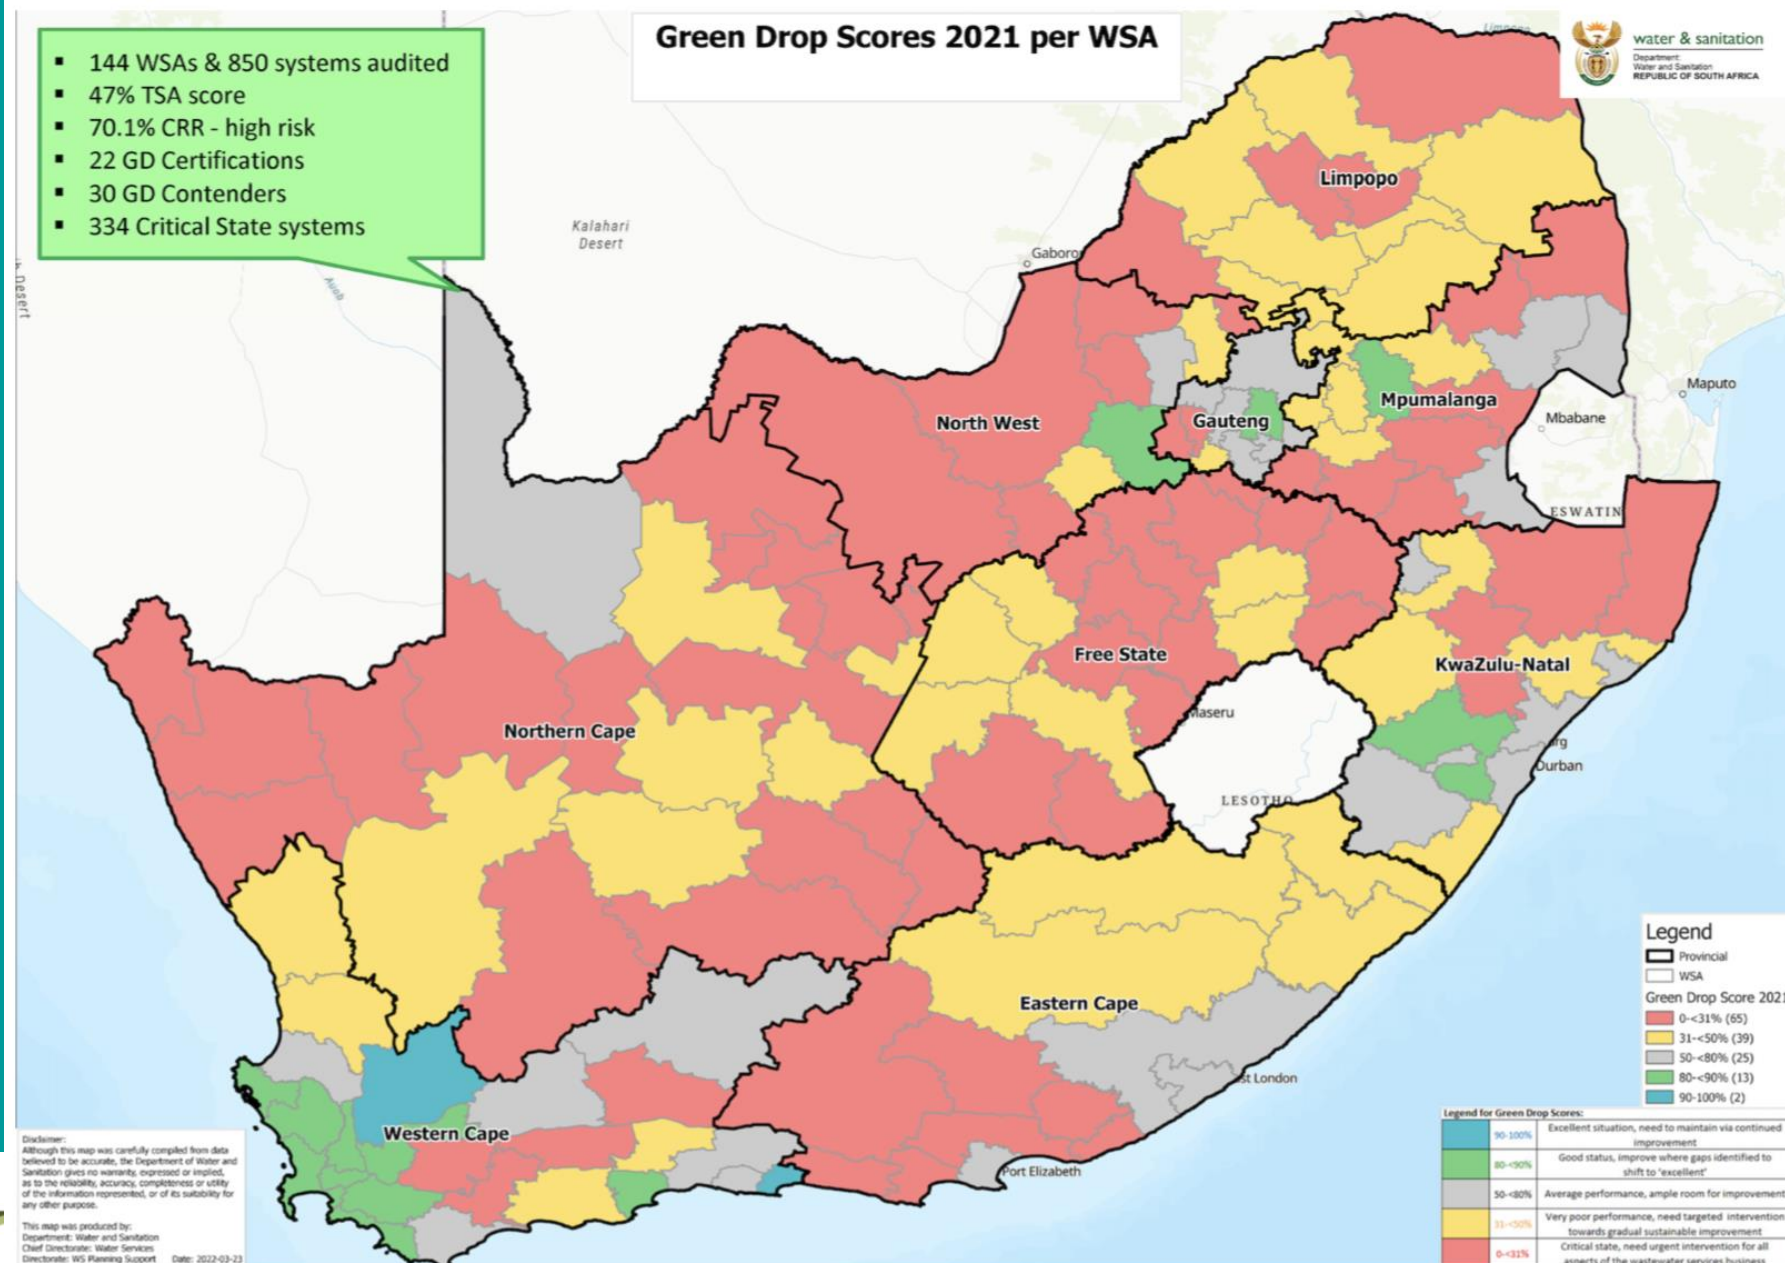 Green Drop Scores 2021 per WSA
144 WSAs & 850 systems audited
47% TSA score
70.1% CRR - high risk
22 GD Certifications
30 GD Contenders
334 Critical State systems
water & sanitation
Department:
Water and Sanitation
REPUBLIC OF SOUTH AFRICA
Kalahari
Desert
Gaboro
Limpopo
North West
Gauteng
Mpumalanga
Maputo
Mbabane
ESWATIN
Free State
KwaZulu-Natal
Maseru
Northern Cape
Durban
LESOTHO
Eastern Cape
st London
Western Cape
Port Elizabeth
Legend
Provincial
WSA
Green Drop Score 2021
0-<31% (65)
31-<50% (39)
50-<80% (25)
80-<90% (13)
90-100% (2)
Legend for Green Drop Scores:
90-100% Excellent situation, need to maintain via continued
improvement
80-<90% Good status, improve where gaps identified to
shift to 'excellent'
50-<80% Average performance, ample room for improvement
31-<50% Very poor performance, need targeted intervention
towards gradual sustainable improvement
0-<31% Critical state, need urgent intervention for all
aspects of the wastewater services business
Disclaimer:
Although this map was carefully compiled from data
believed to be accurate, the Department of Water and
Sanitation gives no warranty, expressed or implied,
as to the reliability, accuracy, completeness or utility
of the information represented, or of its suitability for
any other purpose.
This map was produced by:
Department: Water and Sanitation
Chief Directorate: Water Services
Directorate: WS Planning Support Date: 2022-03-23